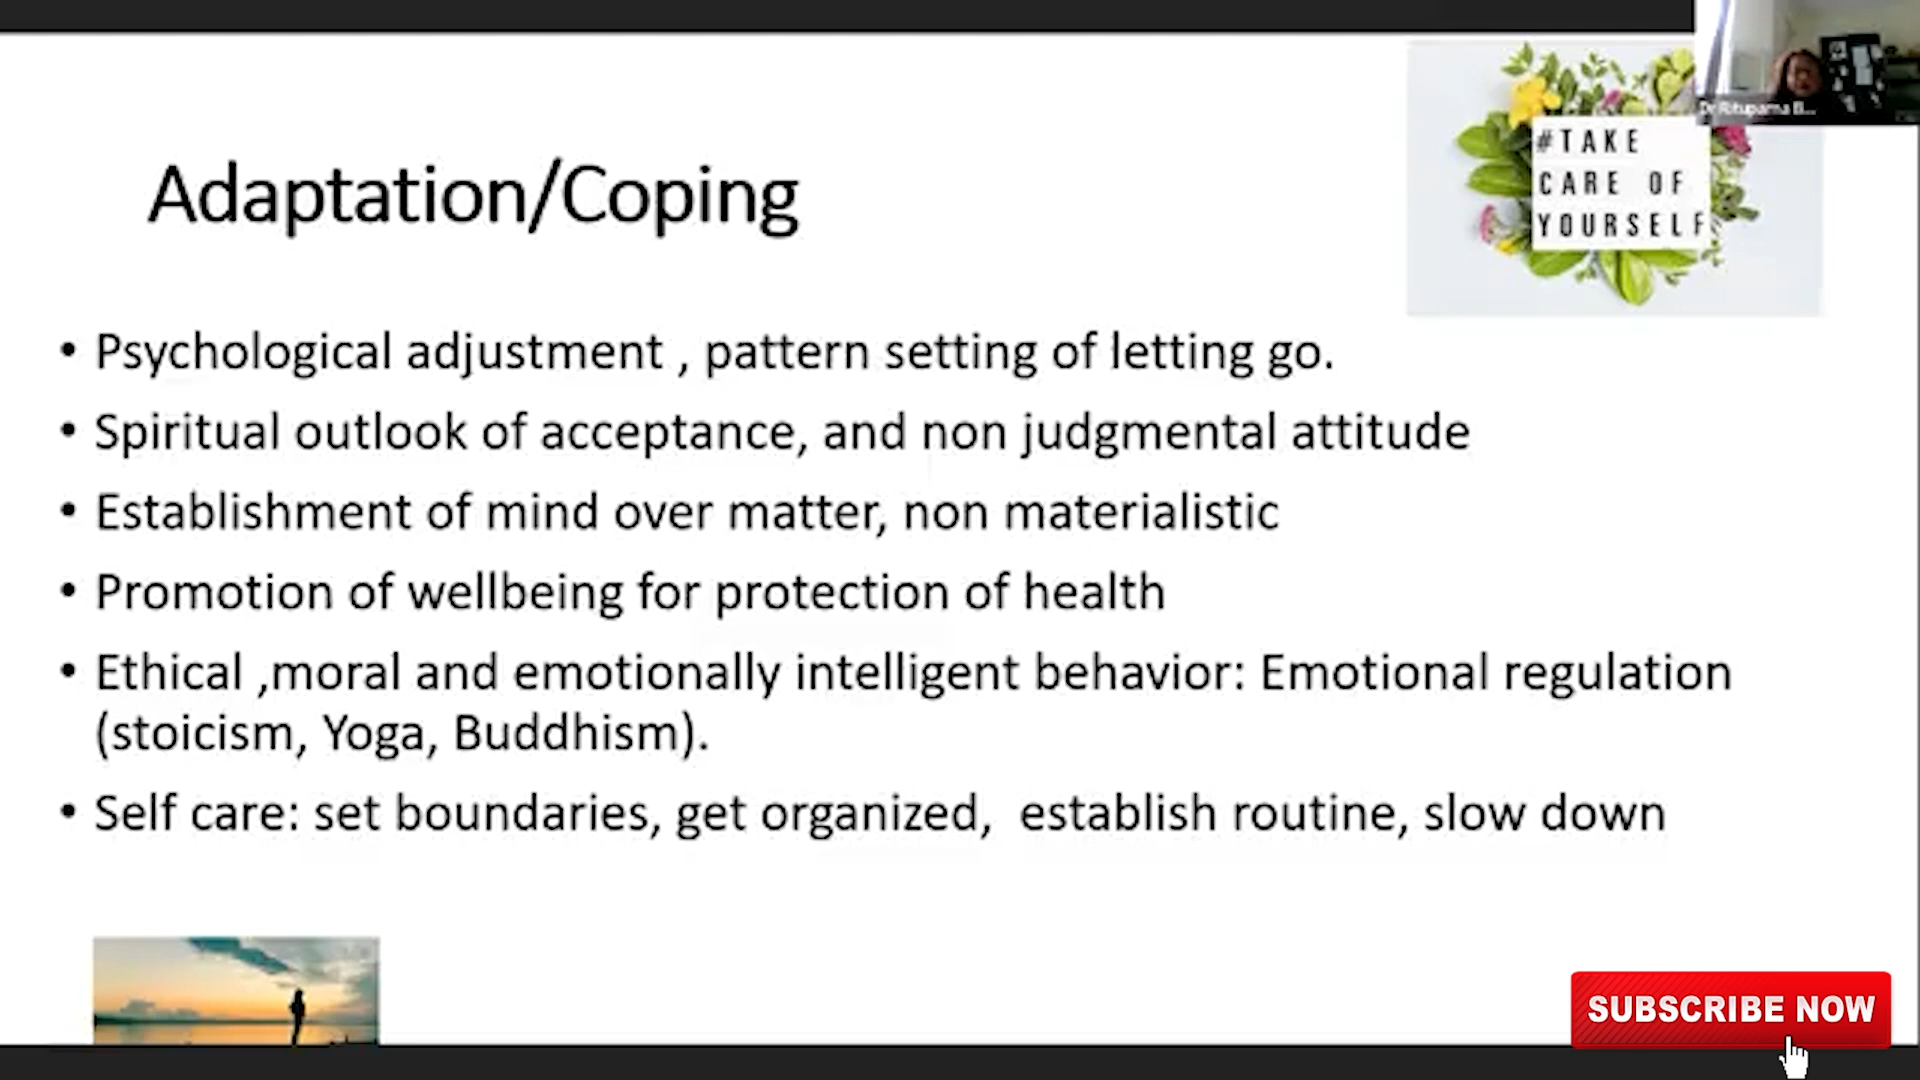 Dr Rituparna B...
#TAKE
CARE OF
YOURSELF
Adaptation/Coping
• Psychological adjustment , pattern setting of letting go.
• Spiritual outlook of acceptance, and non judgmental attitude
• Establishment of mind over matter, non materialistic
• Promotion of wellbeing for protection of health
• Ethical ,moral and emotionally intelligent behavior: Emotional regulation
(stoicism, Yoga, Buddhism).
• Self care: set boundaries, get organized,  establish routine, slow down
SUBSCRIBE NOW